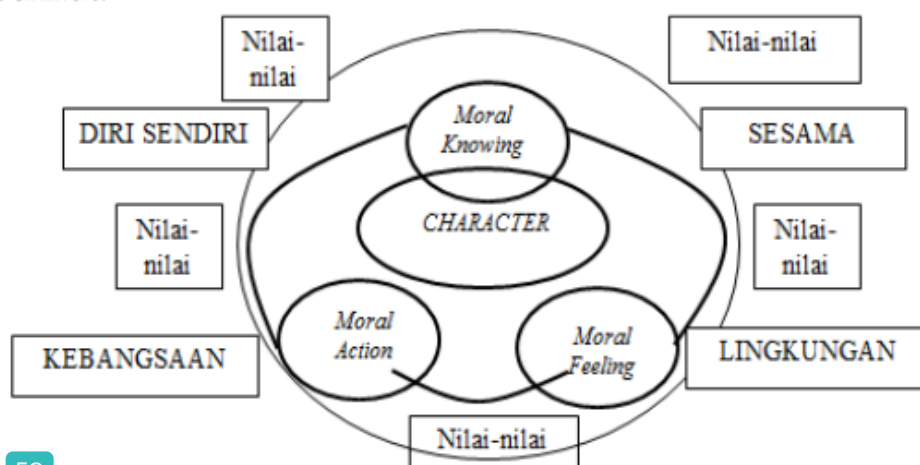 Nilai-
nilai
Nilai-nilai
DIRI SENDIRI
Moral
Knowing
SESAMA
Nilai-
nilai
CHARACTER
Nilai-
nilai
KEBANGSAAN
Moral
Action
Moral
Feeling
LINGKUNGAN
Nilai-nilai